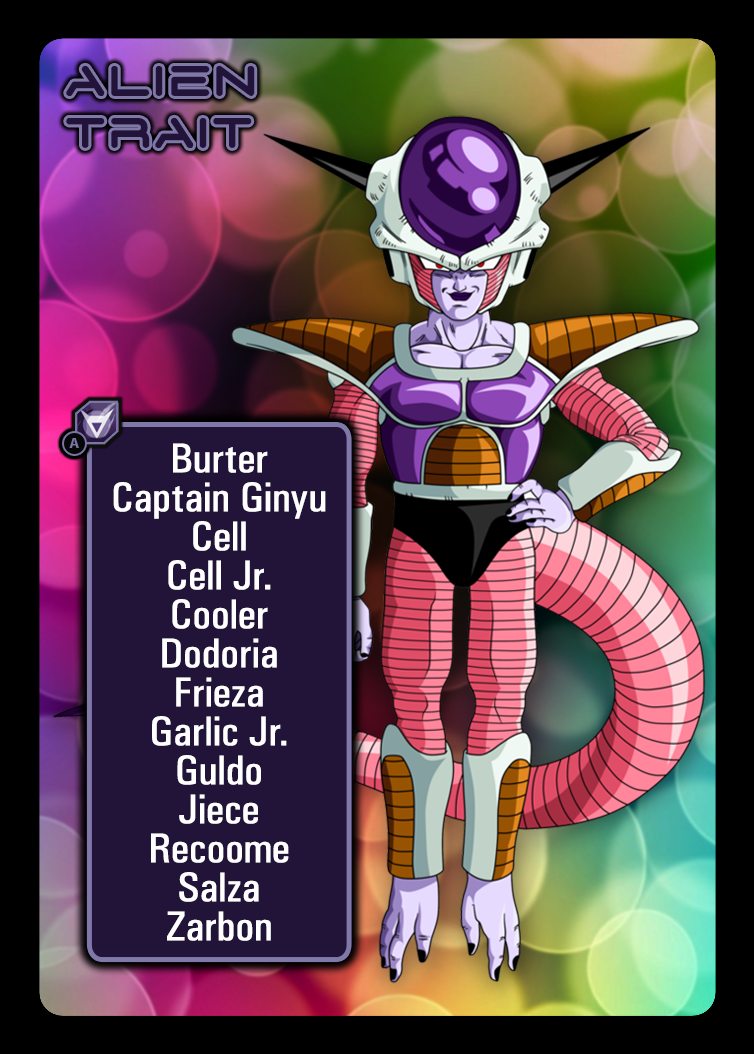 ALIEN
TRAIT
A
Burter
Captain Ginyu
Cell
Cell Jr.
Cooler
Dodoria
Frieza
Garlic Jr.
Guldo
Jiece
Recoome
Salza
Zarbon